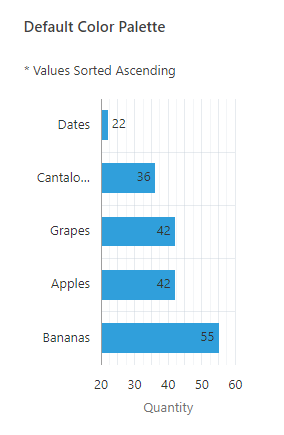 Default Color Palette
* Values Sorted Ascending
Dates 22
Cantalo... 36
Grapes 42
Apples 42
Bananas 55
20 30 40 50 60
Quantity